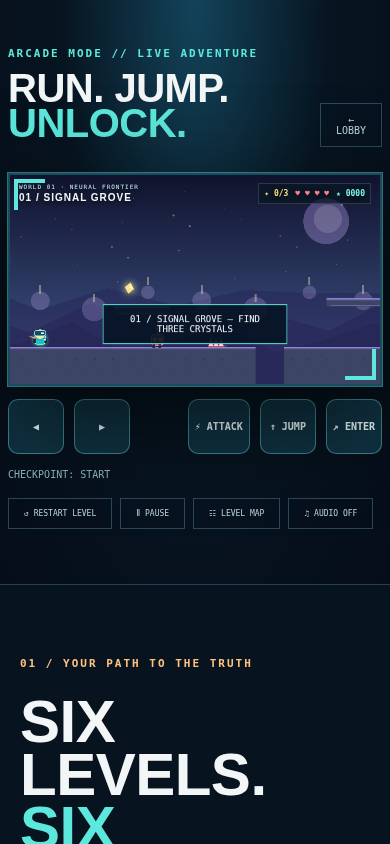 ARCADE MODE // LIVE ADVENTURE
RUN. JUMP.
UNLOCK.
←
LOBBY
WORLD 01 · NEURAL FRONTIER
01 / SIGNAL GROVE
✦ 0/3 ♥ ♥ ♥ ♥ ★ 0000
01 / SIGNAL GROVE — FIND
THREE CRYSTALS
◀ ▶ ⚡ ATTACK ↑ JUMP ↗ ENTER
CHECKPOINT: START
↺ RESTART LEVEL Ⅱ PAUSE ☷ LEVEL MAP ♫ AUDIO OFF
01 / YOUR PATH TO THE TRUTH
SIX
LEVELS.
SIX